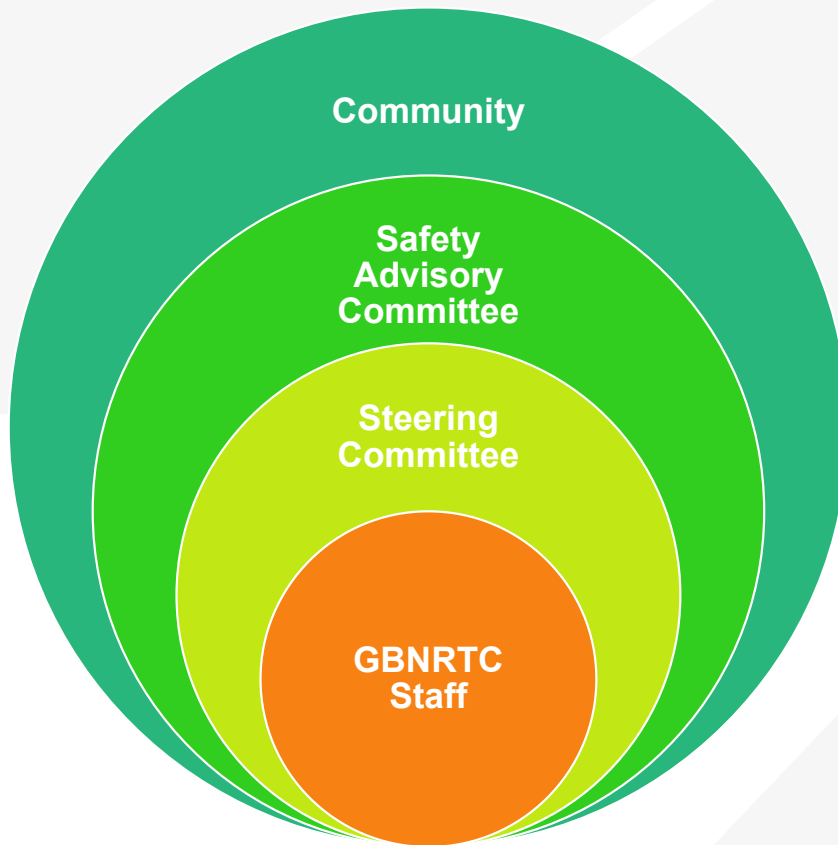 Community
Safety
Advisory
Committee
Steering
Committee
GBNRTC
Staff